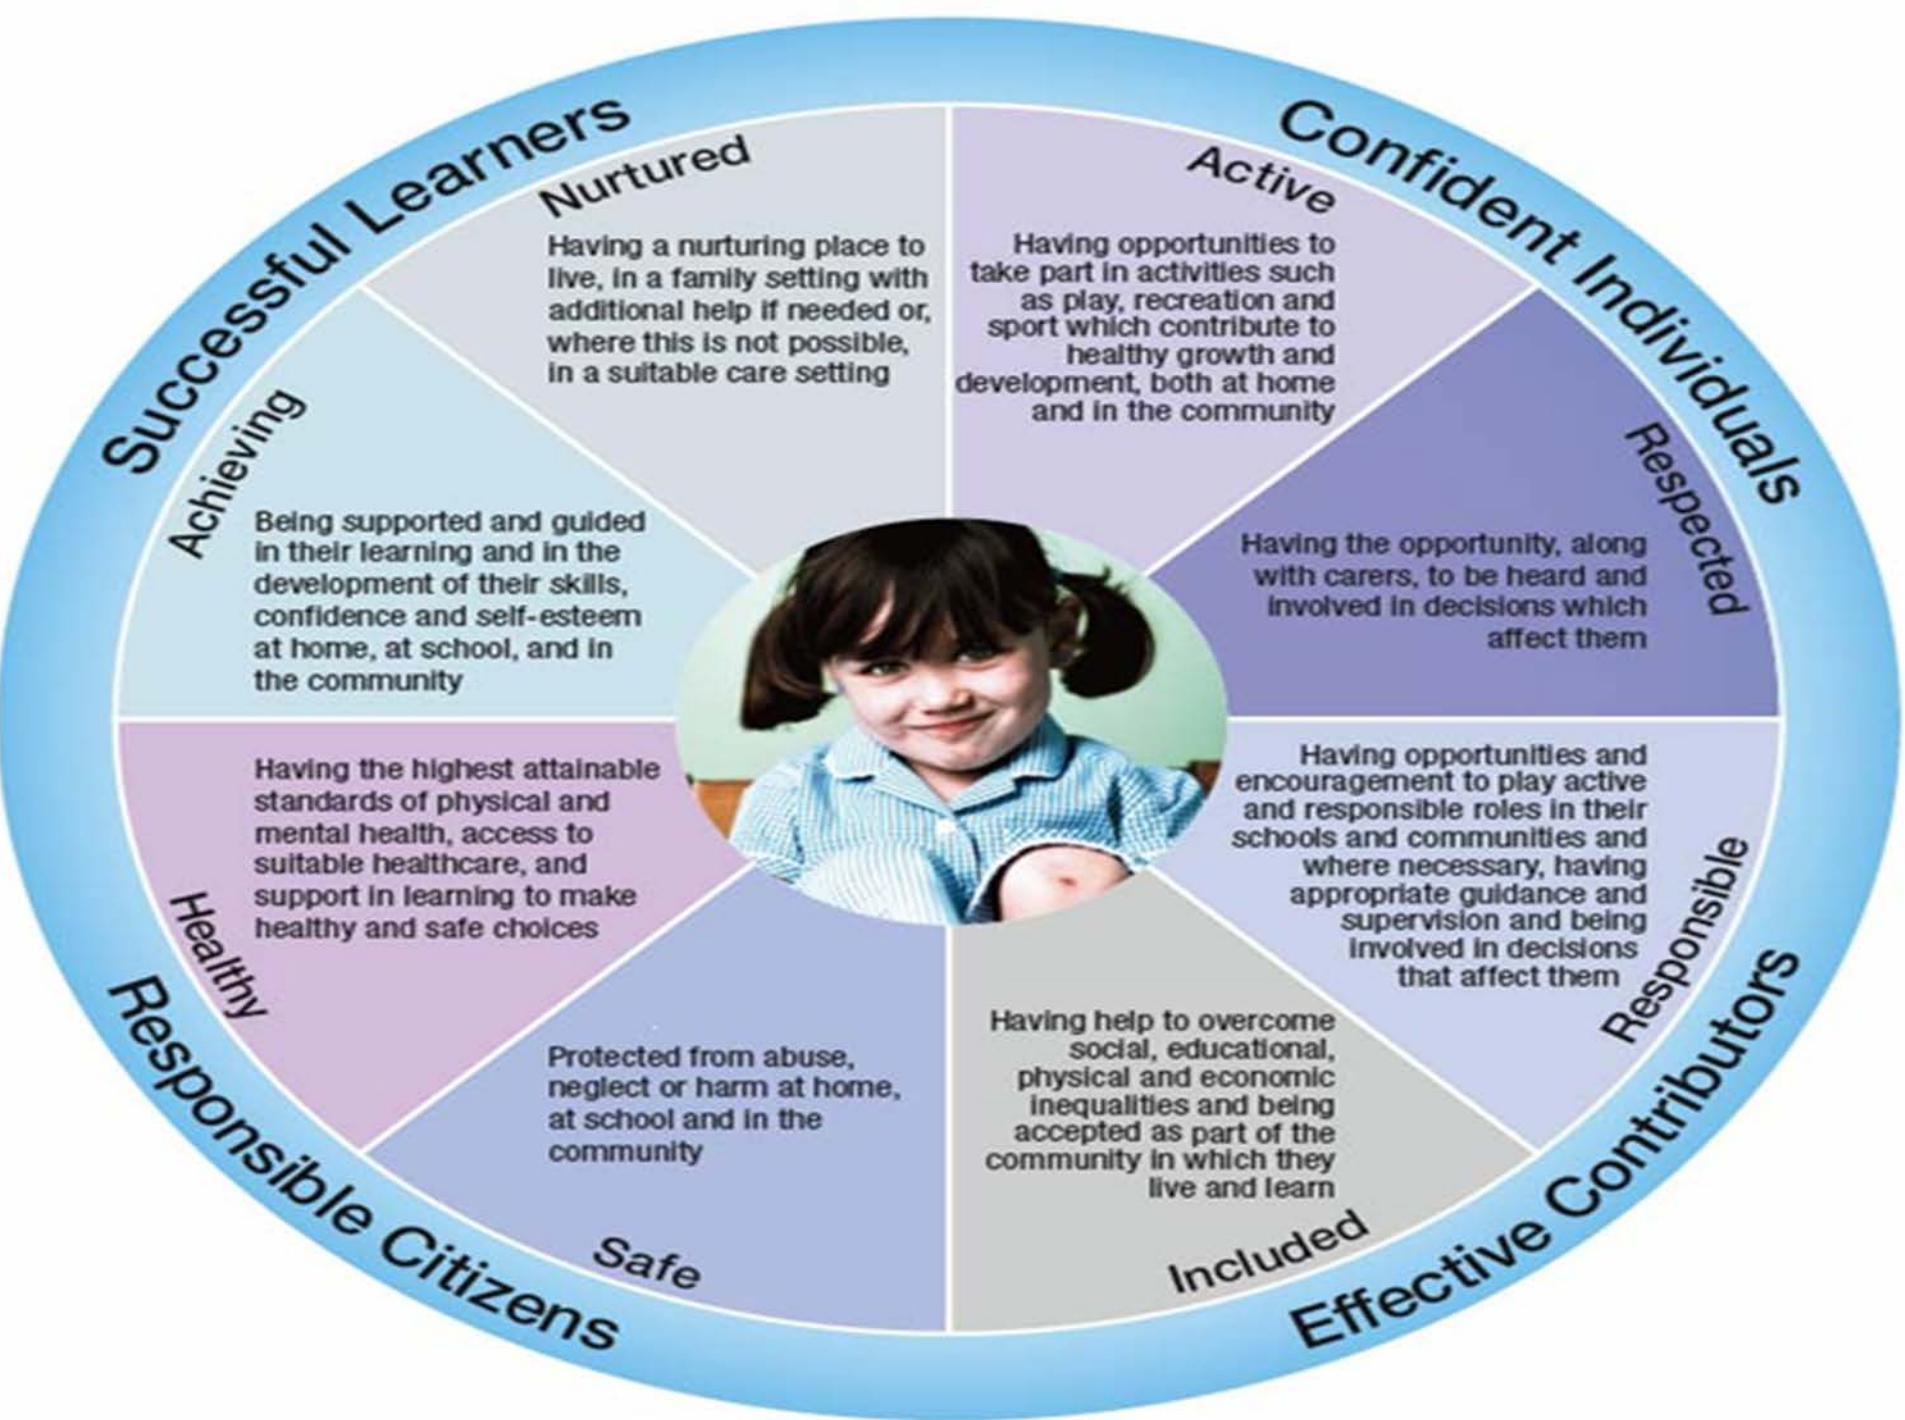 Successful Learners
Confident Individuals
Nurtured
Having a nurturing place to
live, in a family setting with
additional help if needed or,
where this is not possible,
in a suitable care setting
Active
Having opportunities to
take part in activities such
as play, recreation and
sport which contribute to
healthy growth and
development, both at home
and in the community
Respected
Having the opportunity, along
with carers, to be heard and
involved in decisions which
affect them
Having opportunities and
encouragement to play active
and responsible roles in their
schools and communities and
where necessary, having
appropriate guidance and
supervision and being
involved in decisions
that affect them
Responsible
Having help to overcome
social, educational,
physical and economic
inequalities and being
accepted as part of the
community in which they
live and learn
Included
Protected from abuse,
neglect or harm at home,
at school and in the
community
Safe
Having the highest attainable
standards of physical and
mental health, access to
suitable healthcare, and
support in learning to make
healthy and safe choices
Healthy
Achieving
Being supported and guided
in their learning and in the
development of their skills,
confidence and self-esteem
at home, at school, and in
the community
Responsible Citizens
Effective Contributors